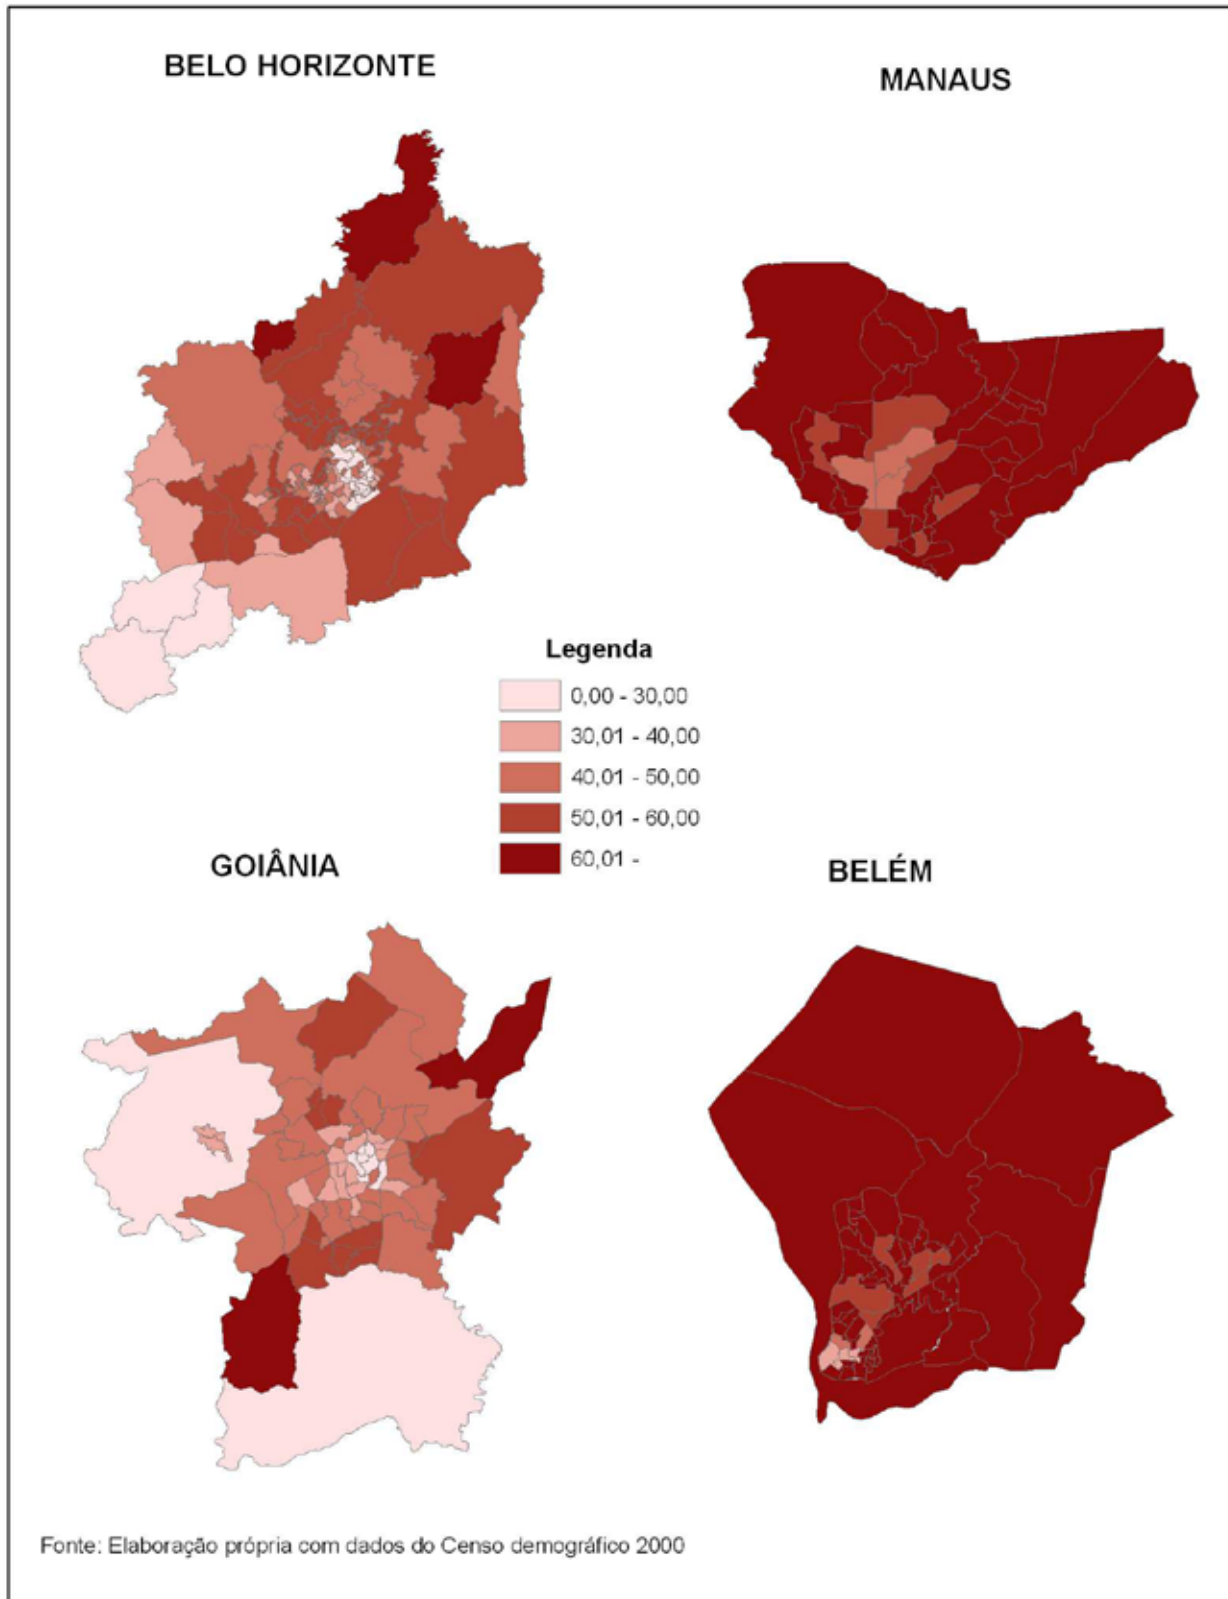 BELO HORIZONTE
MANAUS
Legenda
0,00 - 30,00
30,01 - 40,00
40,01 - 50,00
50,01 - 60,00
60,01 -
GOIÂNIA
BELÉM
Fonte: Elaboração própria com dados do Censo demográfico 2000